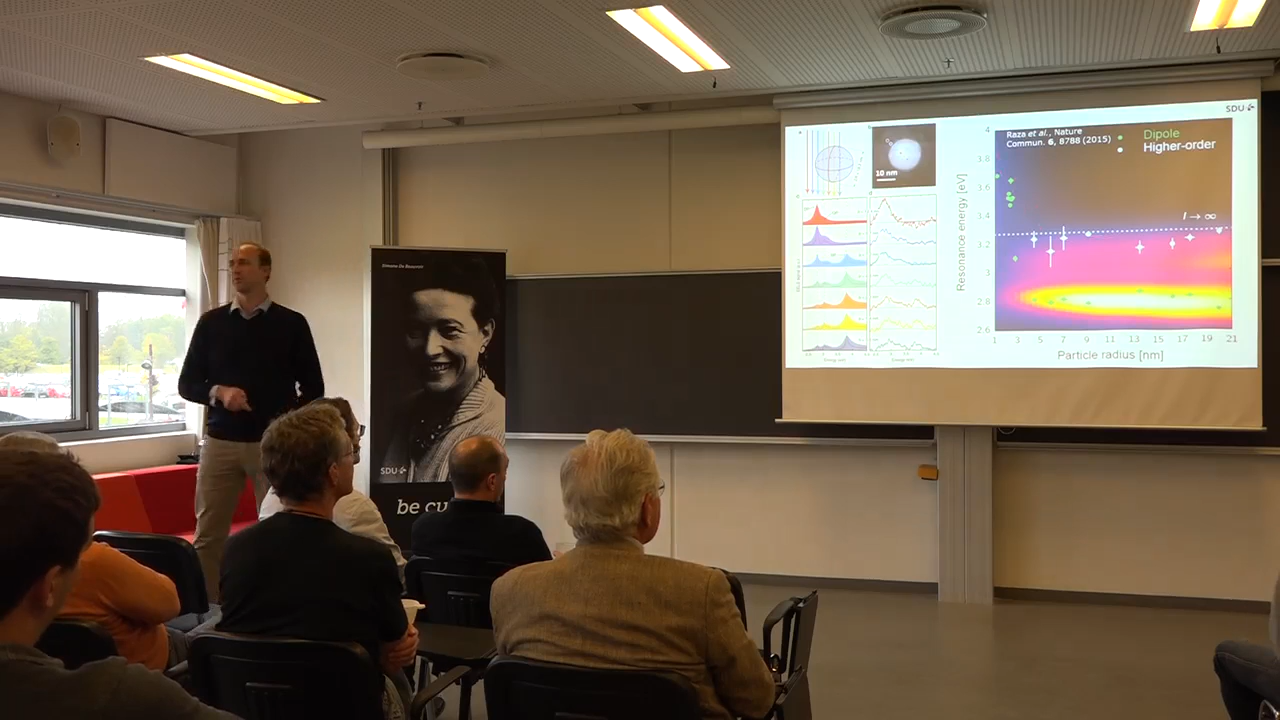 SDU
Raza et al., Nature
Commun. 6, 8788 (2015)
Dipole
Higher-order
10 nm
l → ∞
Resonance energy [eV]
4
3.8
3.6
3.4
3.2
3
2.8
2.6
1 3 5 7 9 11 13 15 17 19 21
Particle radius [nm]
Simone De Beauvoir
SDU
be cu